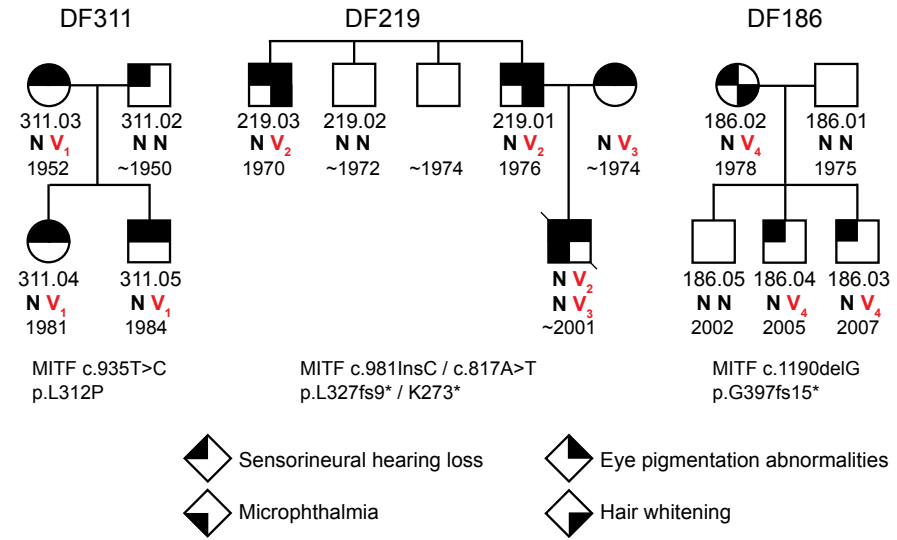 DF311 DF219 DF186
311.03 311.02 219.03 219.02 219.01 186.02 186.01
N V1 N N N V2 N N N V2 N V3 N V4 N N
1952 ~1950 1970 ~1972 ~1974 1976 ~1974 1978 1975
311.04 311.05 186.05 186.04 186.03
N V1 N V1 N V2 N N N V4 N V4
N V3
1981 1984 ~2001 2002 2005 2007
MITF c.935T>C MITF c.981InsC / c.817A>T MITF c.1190delG
p.L312P p.L327fs9* / K273* p.G397fs15*
Sensorineural hearing loss Eye pigmentation abnormalities
Microphthalmia Hair whitening